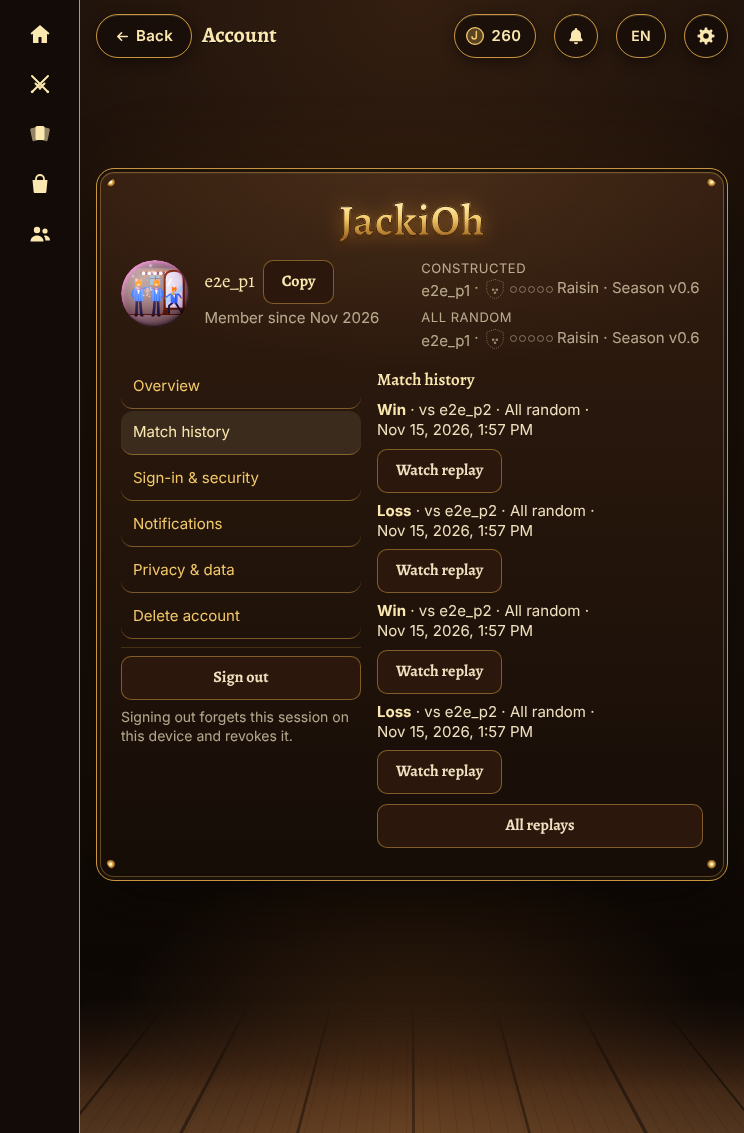 ← Back
Account
J 260
EN
JackiOh
e2e_p1
Copy
Member since Nov 2026
CONSTRUCTED
e2e_p1 · Raisin · Season v0.6
ALL RANDOM
e2e_p1 · Raisin · Season v0.6
Overview
Match history
Sign-in & security
Notifications
Privacy & data
Delete account
Sign out
Signing out forgets this session on
this device and revokes it.
Match history
Win · vs e2e_p2 · All random ·
Nov 15, 2026, 1:57 PM
Watch replay
Loss · vs e2e_p2 · All random ·
Nov 15, 2026, 1:57 PM
Watch replay
Win · vs e2e_p2 · All random ·
Nov 15, 2026, 1:57 PM
Watch replay
Loss · vs e2e_p2 · All random ·
Nov 15, 2026, 1:57 PM
Watch replay
All replays